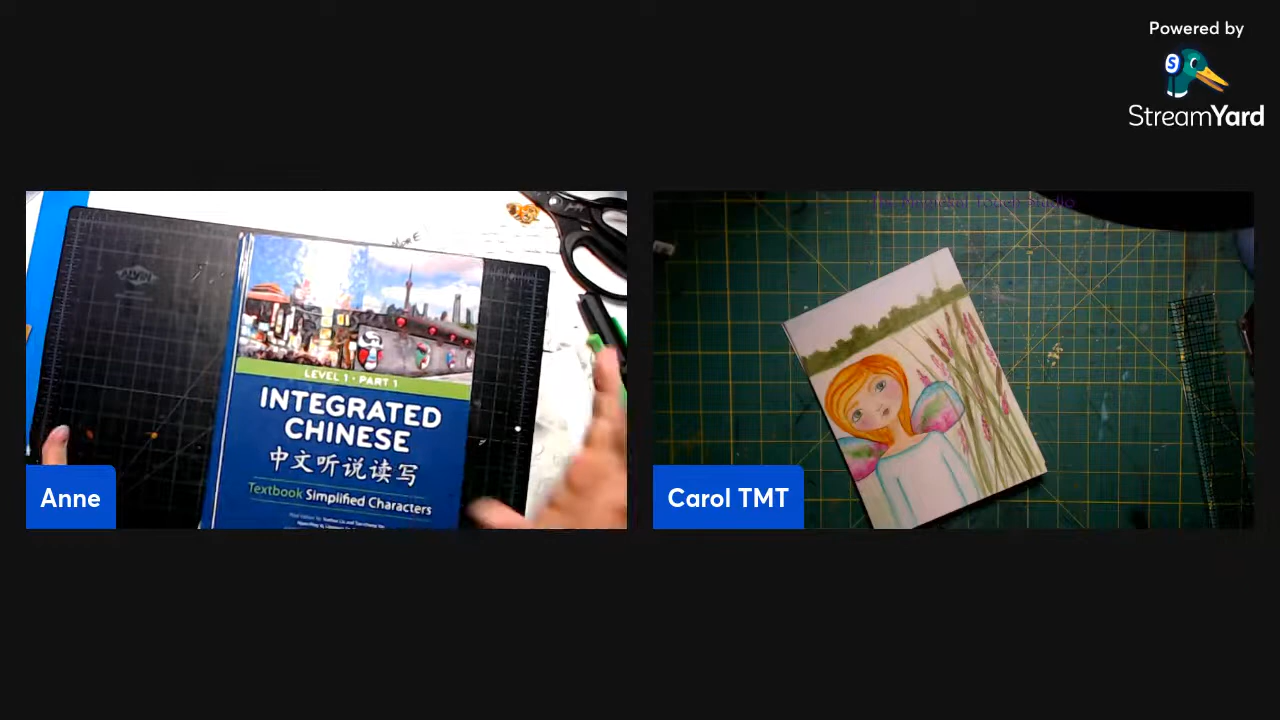 Powered by
S
StreamYard
ALVIN
LEVEL 1 • PART 1
INTEGRATED
CHINESE
中文听说读写
Textbook Simplified Characters
Anne
Carol TMT